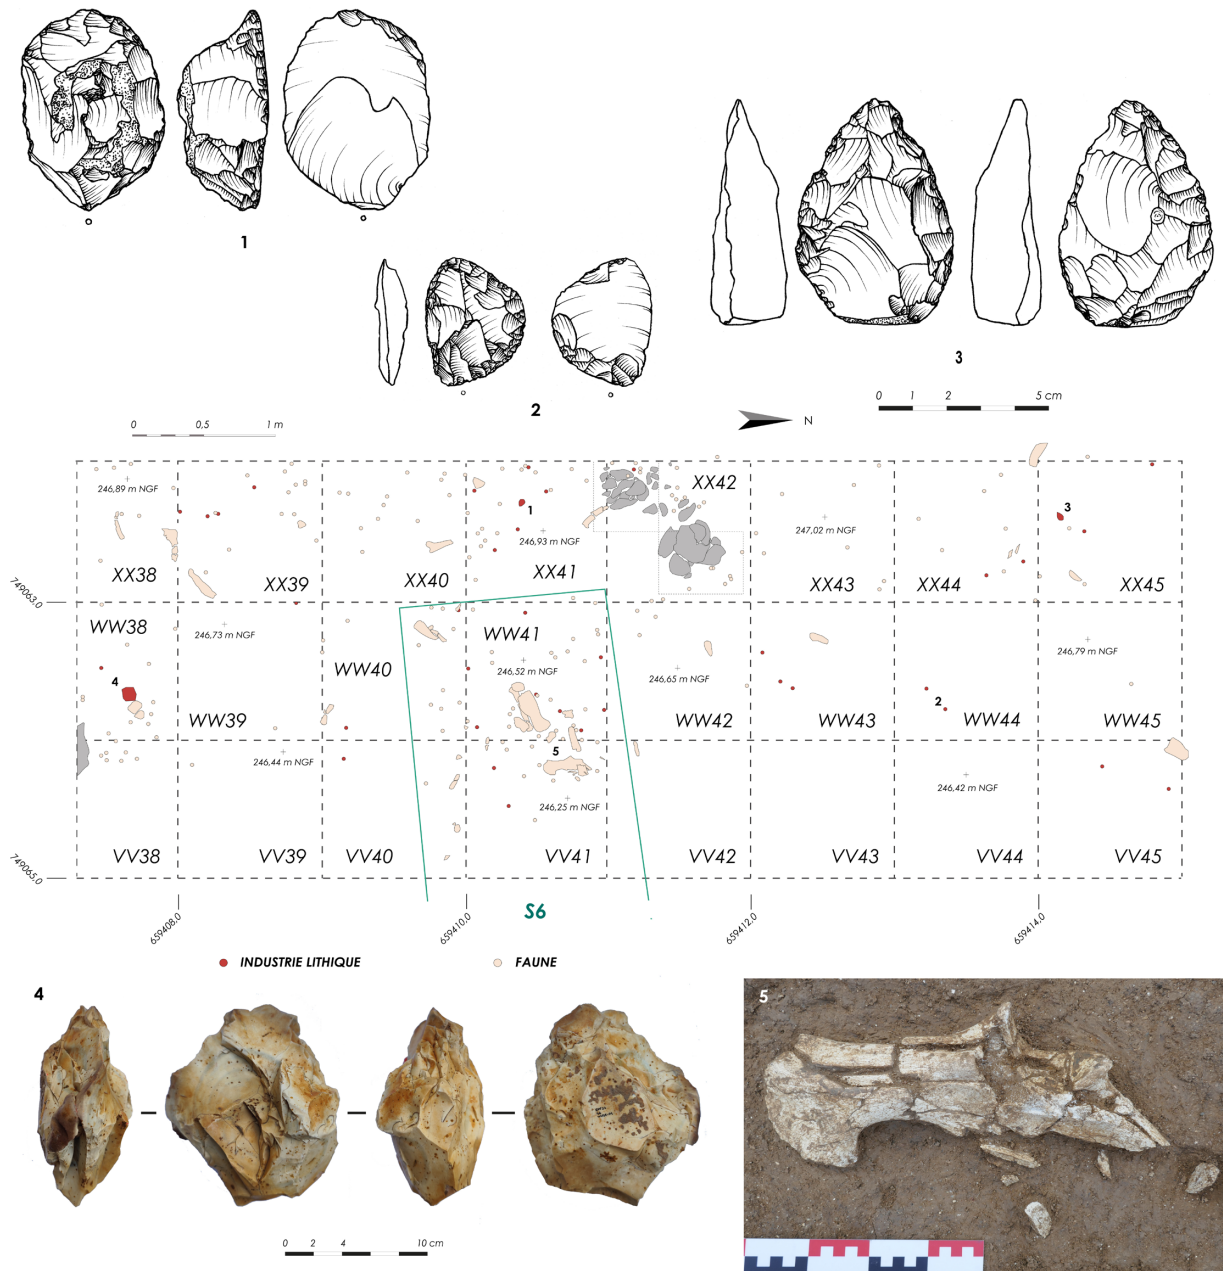 1
2
3
0 1 2 5 cm
0 0,5 1 m
N
246,89 m NGF
XX38
XX39
XX40
1
246,93 m NGF
XX41
XX42
247,02 m NGF
XX43
XX44
3
XX45
749063.0
WW38
246,73 m NGF
4
WW39
WW40
WW41
246,52 m NGF
246,65 m NGF
WW42
WW43
2
WW44
246,79 m NGF
WW45
246,44 m NGF
5
246,25 m NGF
246,42 m NGF
VV38
VV39
VV40
VV41
VV42
VV43
VV44
VV45
749065.0
659408.0
659410.0
S6
659412.0
659414.0
INDUSTRIE LITHIQUE
FAUNE
4
5
0 2 4 10 cm